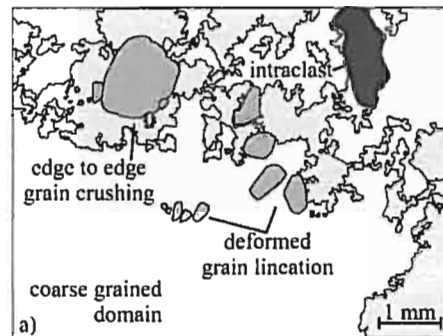 intraclast
edge to edge
grain crushing
deformed
grain lineation
coarse grained
domain
a)
1 mm